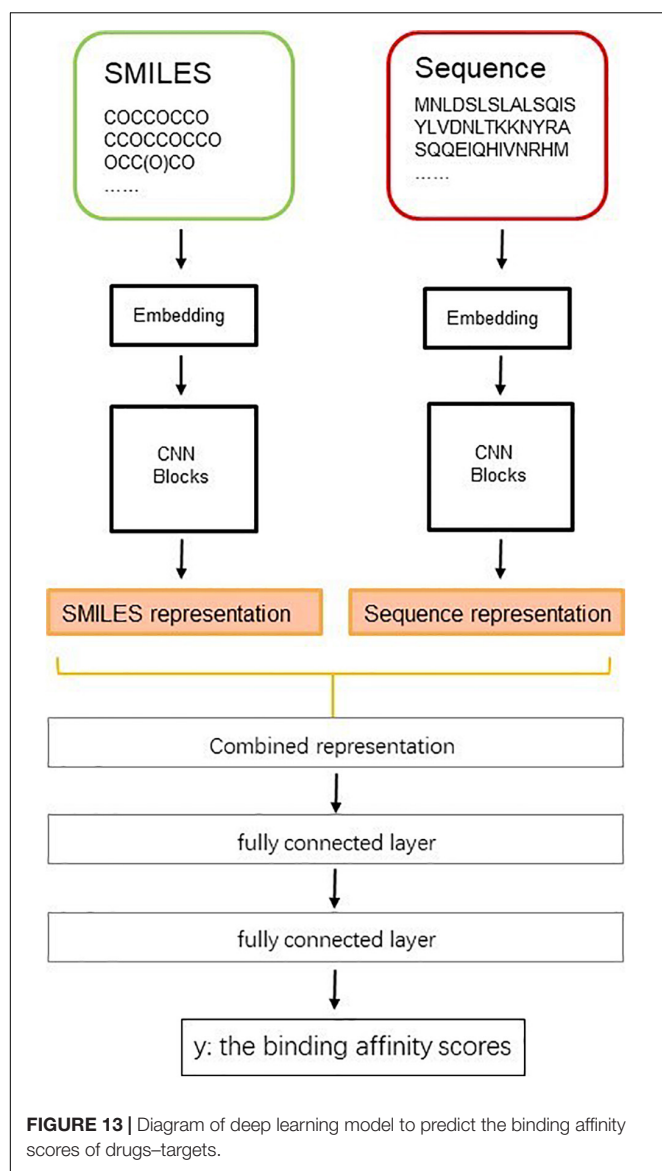 SMILES
COCCOCCO
CCOCCOCCO
OCC(O)CO
......
Sequence
MNLDSLSLALSQIS
YLVDNLTKKNYRA
SQQEIQHIVNRHM
......
Embedding
Embedding
CNN
Blocks
CNN
Blocks
SMILES representation
Sequence representation
Combined representation
fully connected layer
fully connected layer
y: the binding affinity scores
FIGURE 13 | Diagram of deep learning model to predict the binding affinity
scores of drugs–targets.